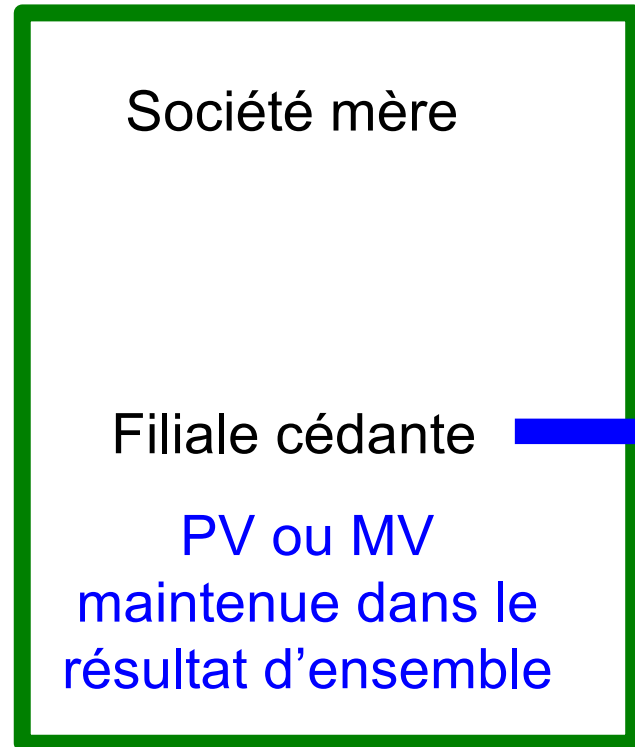 Société mère
Filiale cédante
PV ou MV
maintenue dans le
résultat d’ensemble